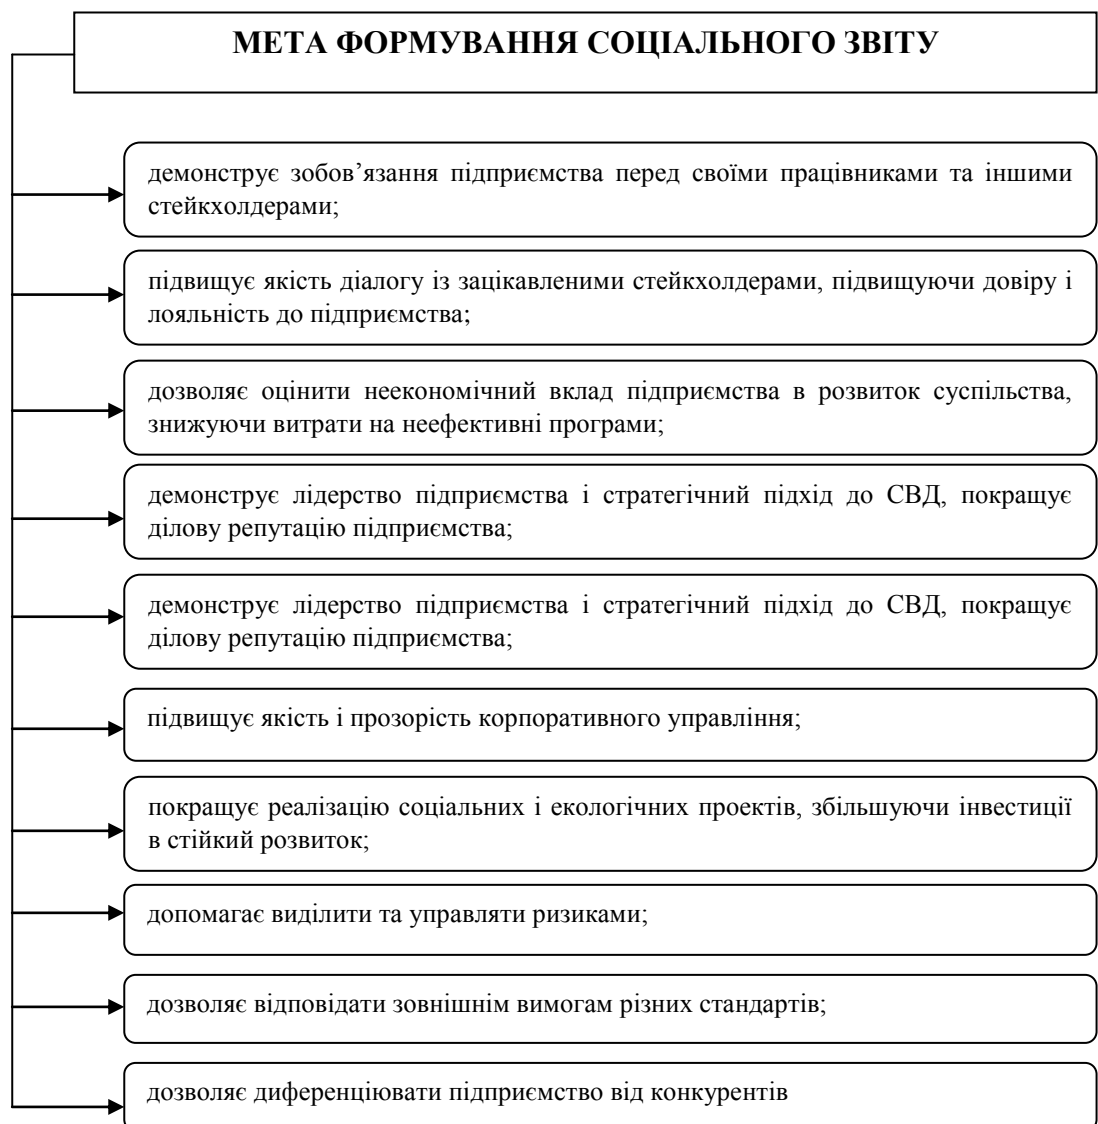 МЕТА ФОРМУВАННЯ СОЦІАЛЬНОГО ЗВІТУ
демонструє зобов’язання підприємства перед своїми працівниками та іншими
стейкхолдерами;
підвищує якість діалогу із зацікавленими стейкхолдерами, підвищуючи довіру і
лояльність до підприємства;
дозволяє оцінити неекономічний вклад підприємства в розвиток суспільства,
знижуючи витрати на неефективні програми;
демонструє лідерство підприємства і стратегічний підхід до СВД, покращує
ділову репутацію підприємства;
демонструє лідерство підприємства і стратегічний підхід до СВД, покращує
ділову репутацію підприємства;
підвищує якість і прозорість корпоративного управління;
покращує реалізацію соціальних і екологічних проектів, збільшуючи інвестиції
в стійкий розвиток;
допомагає виділити та управляти ризиками;
дозволяє відповідати зовнішнім вимогам різних стандартів;
дозволяє диференціювати підприємство від конкурентів